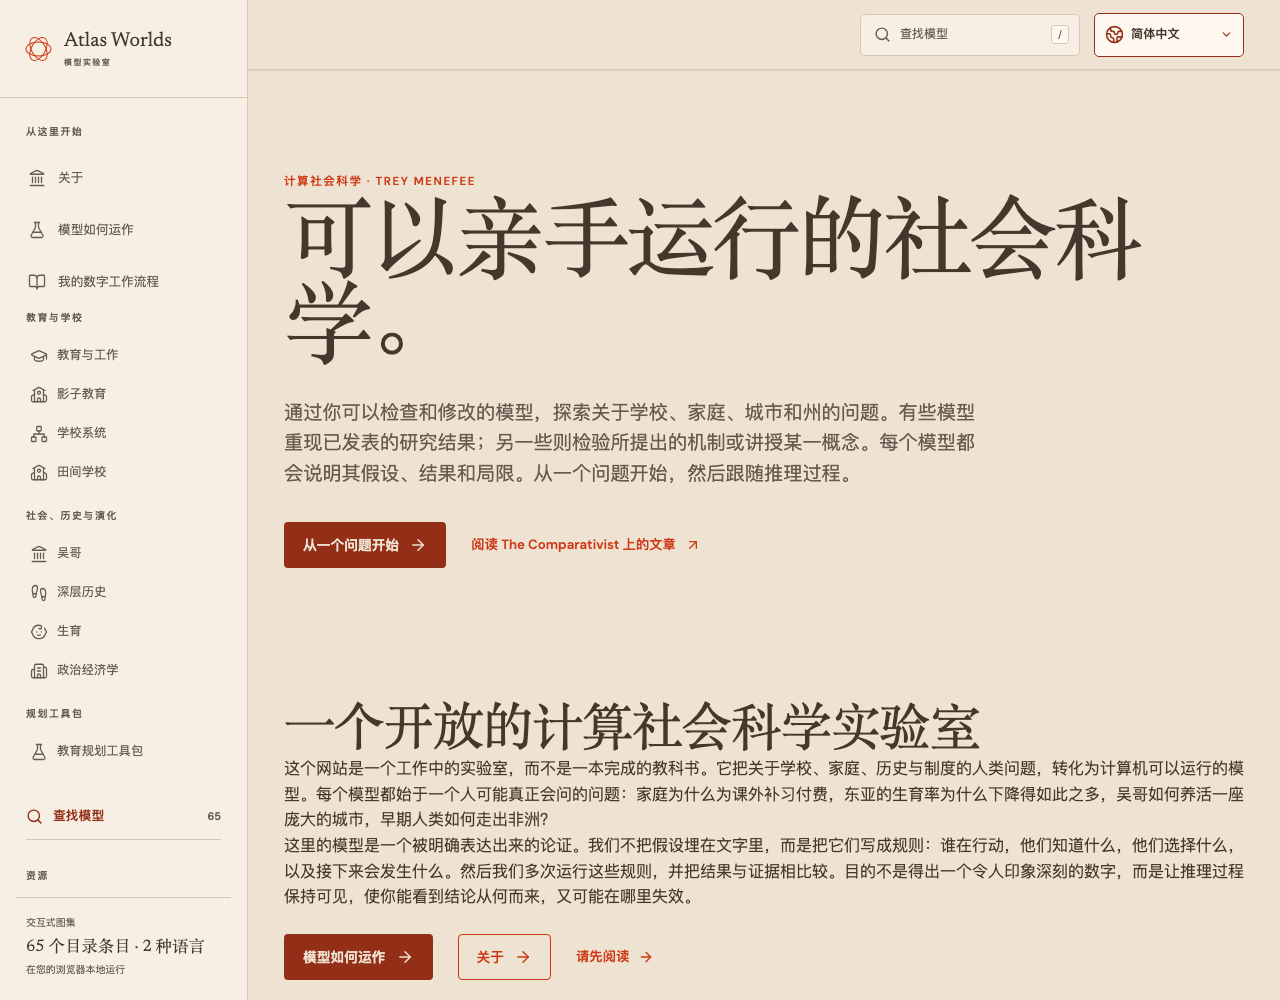 Atlas Worlds
模型实验室
从这里开始
关于
模型如何运作
我的数字工作流程
教育与学校
教育与工作
影子教育
学校系统
田间学校
社会、历史与演化
吴哥
深层历史
生育
政治经济学
规划工具包
教育规划工具包
查找模型 65
资源
交互式图集
65 个目录条目 · 2 种语言
在您的浏览器本地运行
查找模型 /
简体中文
计算社会科学 · TREY MENEFEE
可以亲手运行的社会科
学。
通过你可以检查和修改的模型，探索关于学校、家庭、城市和州的问题。有些模型
重现已发表的研究结果；另一些则检验所提出的机制或讲授某一概念。每个模型都
会说明其假设、结果和局限。从一个问题开始，然后跟随推理过程。
从一个问题开始
阅读 The Comparativist 上的文章
一个开放的计算社会科学实验室
这个网站是一个工作中的实验室，而不是一本完成的教科书。它把关于学校、家庭、历史与制度的人类问题，转化为计算机可以运行的模
型。每个模型都始于一个人可能真正会问的问题：家庭为什么为课外补习付费，东亚的生育率为什么下降得如此之多，吴哥如何养活一座
庞大的城市，早期人类如何走出非洲？
这里的模型是一个被明确表达出来的论证。我们不把假设埋在文字里，而是把它们写成规则：谁在行动，他们知道什么，他们选择什么，
以及接下来会发生什么。然后我们多次运行这些规则，并把结果与证据相比较。目的不是得出一个令人印象深刻的数字，而是让推理过程
保持可见，使你能看到结论从何而来，又可能在哪里失效。
模型如何运作
关于
请先阅读